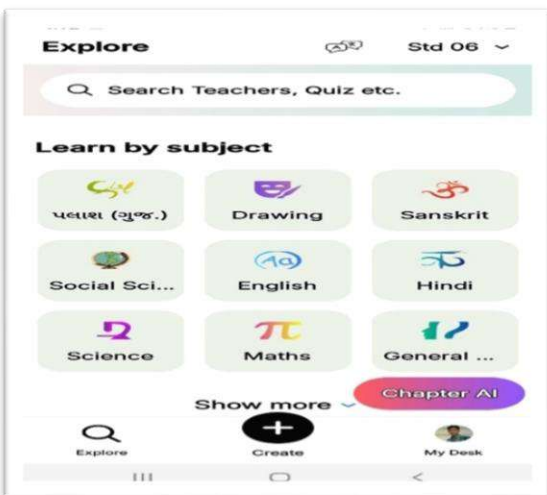 Explore Std 06
Search Teachers, Quiz etc.
Learn by subject
પલાશ (ગુજ.) Drawing Sanskrit
Social Sci... English Hindi
Science Maths General ...
Show more
Chapter AI
Explore Create My Desk